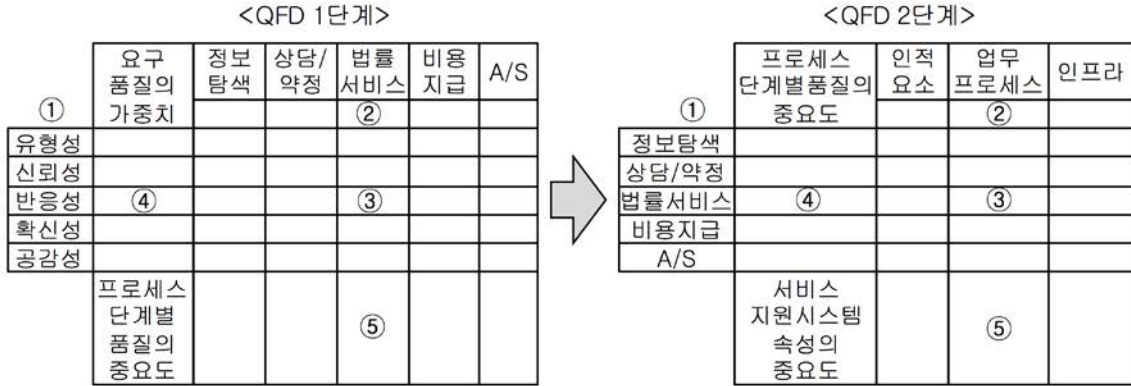 <QFD 1단계>
요구 품질의 가중치 정보 탐색 상담/약정 법률 서비스 비용 지급 A/S
① ②
유형성
신뢰성
반응성 ④ ③
확신성
공감성
프로세스 단계별 품질의 중요도 ⑤
<QFD 2단계>
프로세스 단계별품질의 중요도 인적 요소 업무 프로세스 인프라
① ②
정보탐색
상담/약정
법률서비스 ④ ③
비용지급
A/S
서비스 지원시스템 속성의 중요도 ⑤